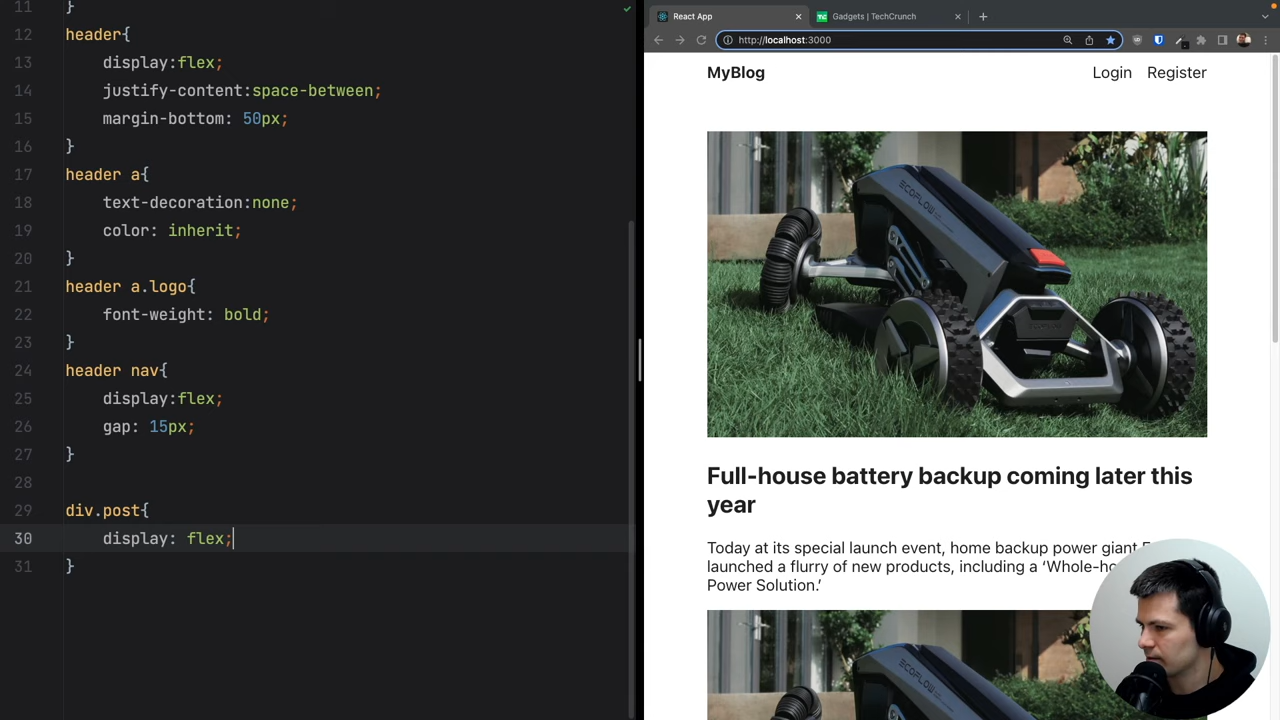 11 }
12 header{
13 display:flex;
14 justify-content:space-between;
15 margin-bottom: 50px;
16 }
17 header a{
18 text-decoration:none;
19 color: inherit;
20 }
21 header a.logo{
22 font-weight: bold;
23 }
24 header nav{
25 display:flex;
26 gap: 15px;
27 }
28
29 div.post{
30 display: flex;
31 }
React App
Gadgets | TechCrunch
http://localhost:3000
MyBlog
Login Register
ECOFLOW
Full-house battery backup coming later this
year
Today at its special launch event, home backup power giant
launched a flurry of new products, including a ‘Whole-ho
Power Solution.’
ECOFLOW